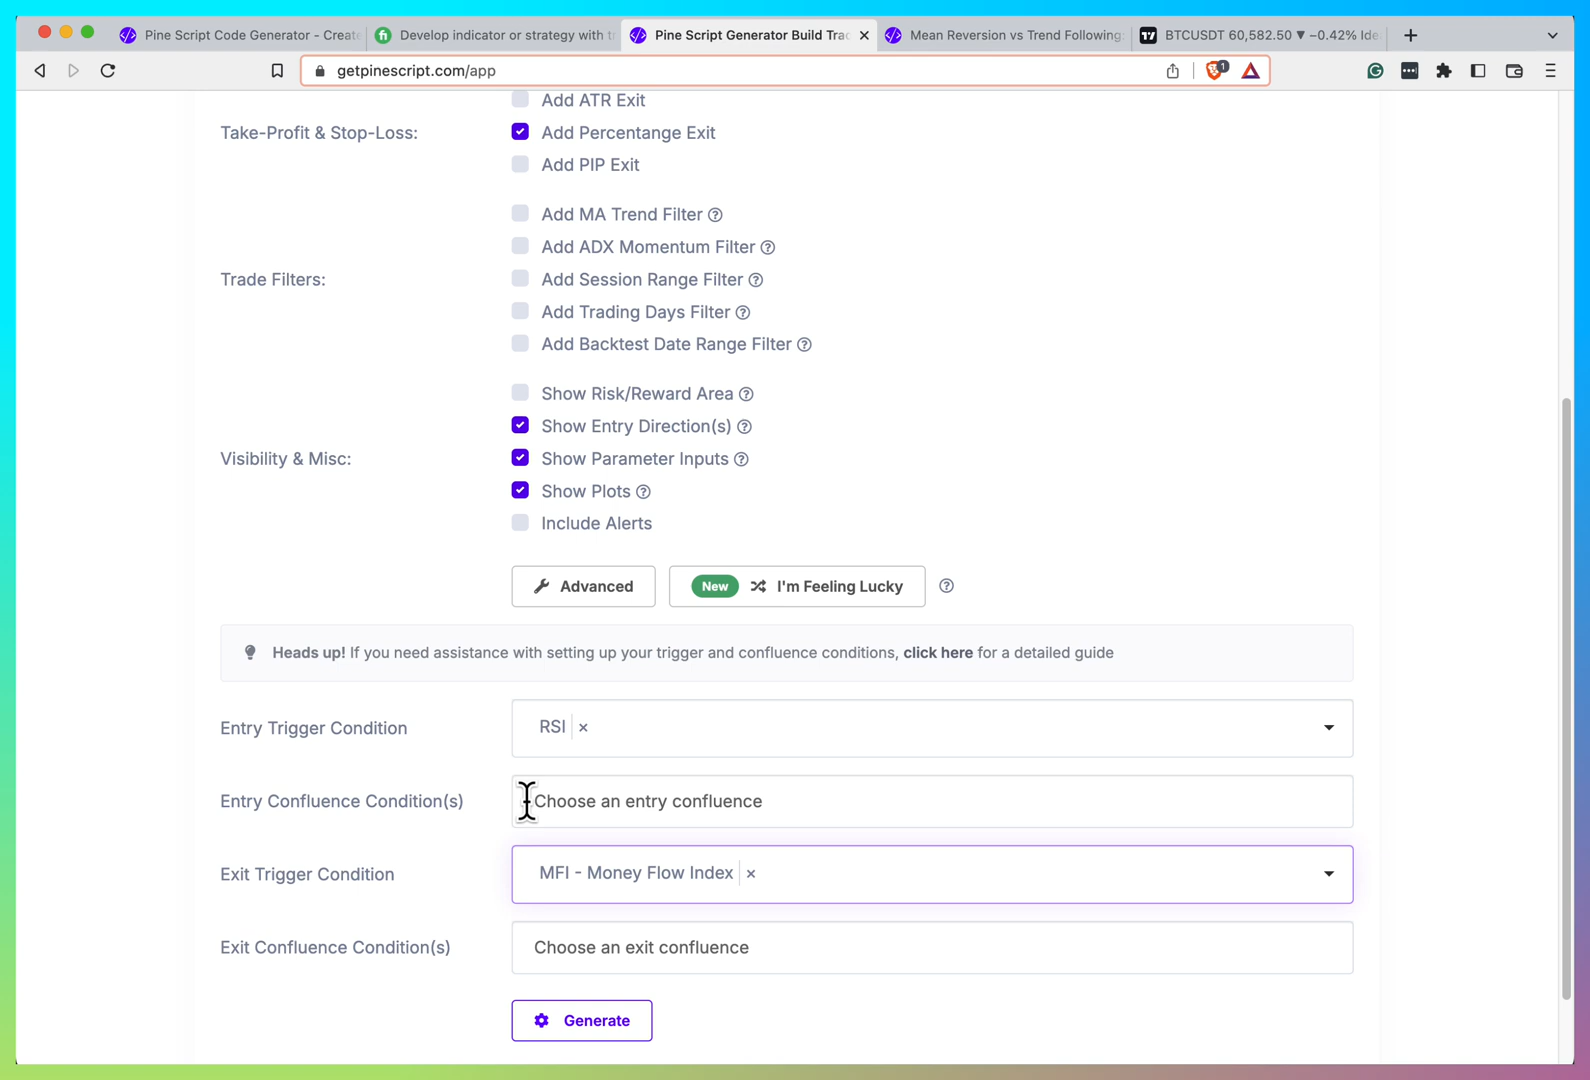 Pine Script Code Generator - Create
Develop indicator or strategy with tr
Pine Script Generator Build Trad
Mean Reversion vs Trend Following:
BTCUSDT 60,582.50 ▼ −0.42% Ide
getpinescript.com/app
1
Add ATR Exit
Take-Profit & Stop-Loss:
Add Percentange Exit
Add PIP Exit
Add MA Trend Filter
Add ADX Momentum Filter
Trade Filters:
Add Session Range Filter
Add Trading Days Filter
Add Backtest Date Range Filter
Show Risk/Reward Area
Show Entry Direction(s)
Visibility & Misc:
Show Parameter Inputs
Show Plots
Include Alerts
Advanced
New I'm Feeling Lucky
Heads up! If you need assistance with setting up your trigger and confluence conditions, click here for a detailed guide
Entry Trigger Condition
RSI ×
Entry Confluence Condition(s)
Choose an entry confluence
Exit Trigger Condition
MFI - Money Flow Index ×
Exit Confluence Condition(s)
Choose an exit confluence
Generate